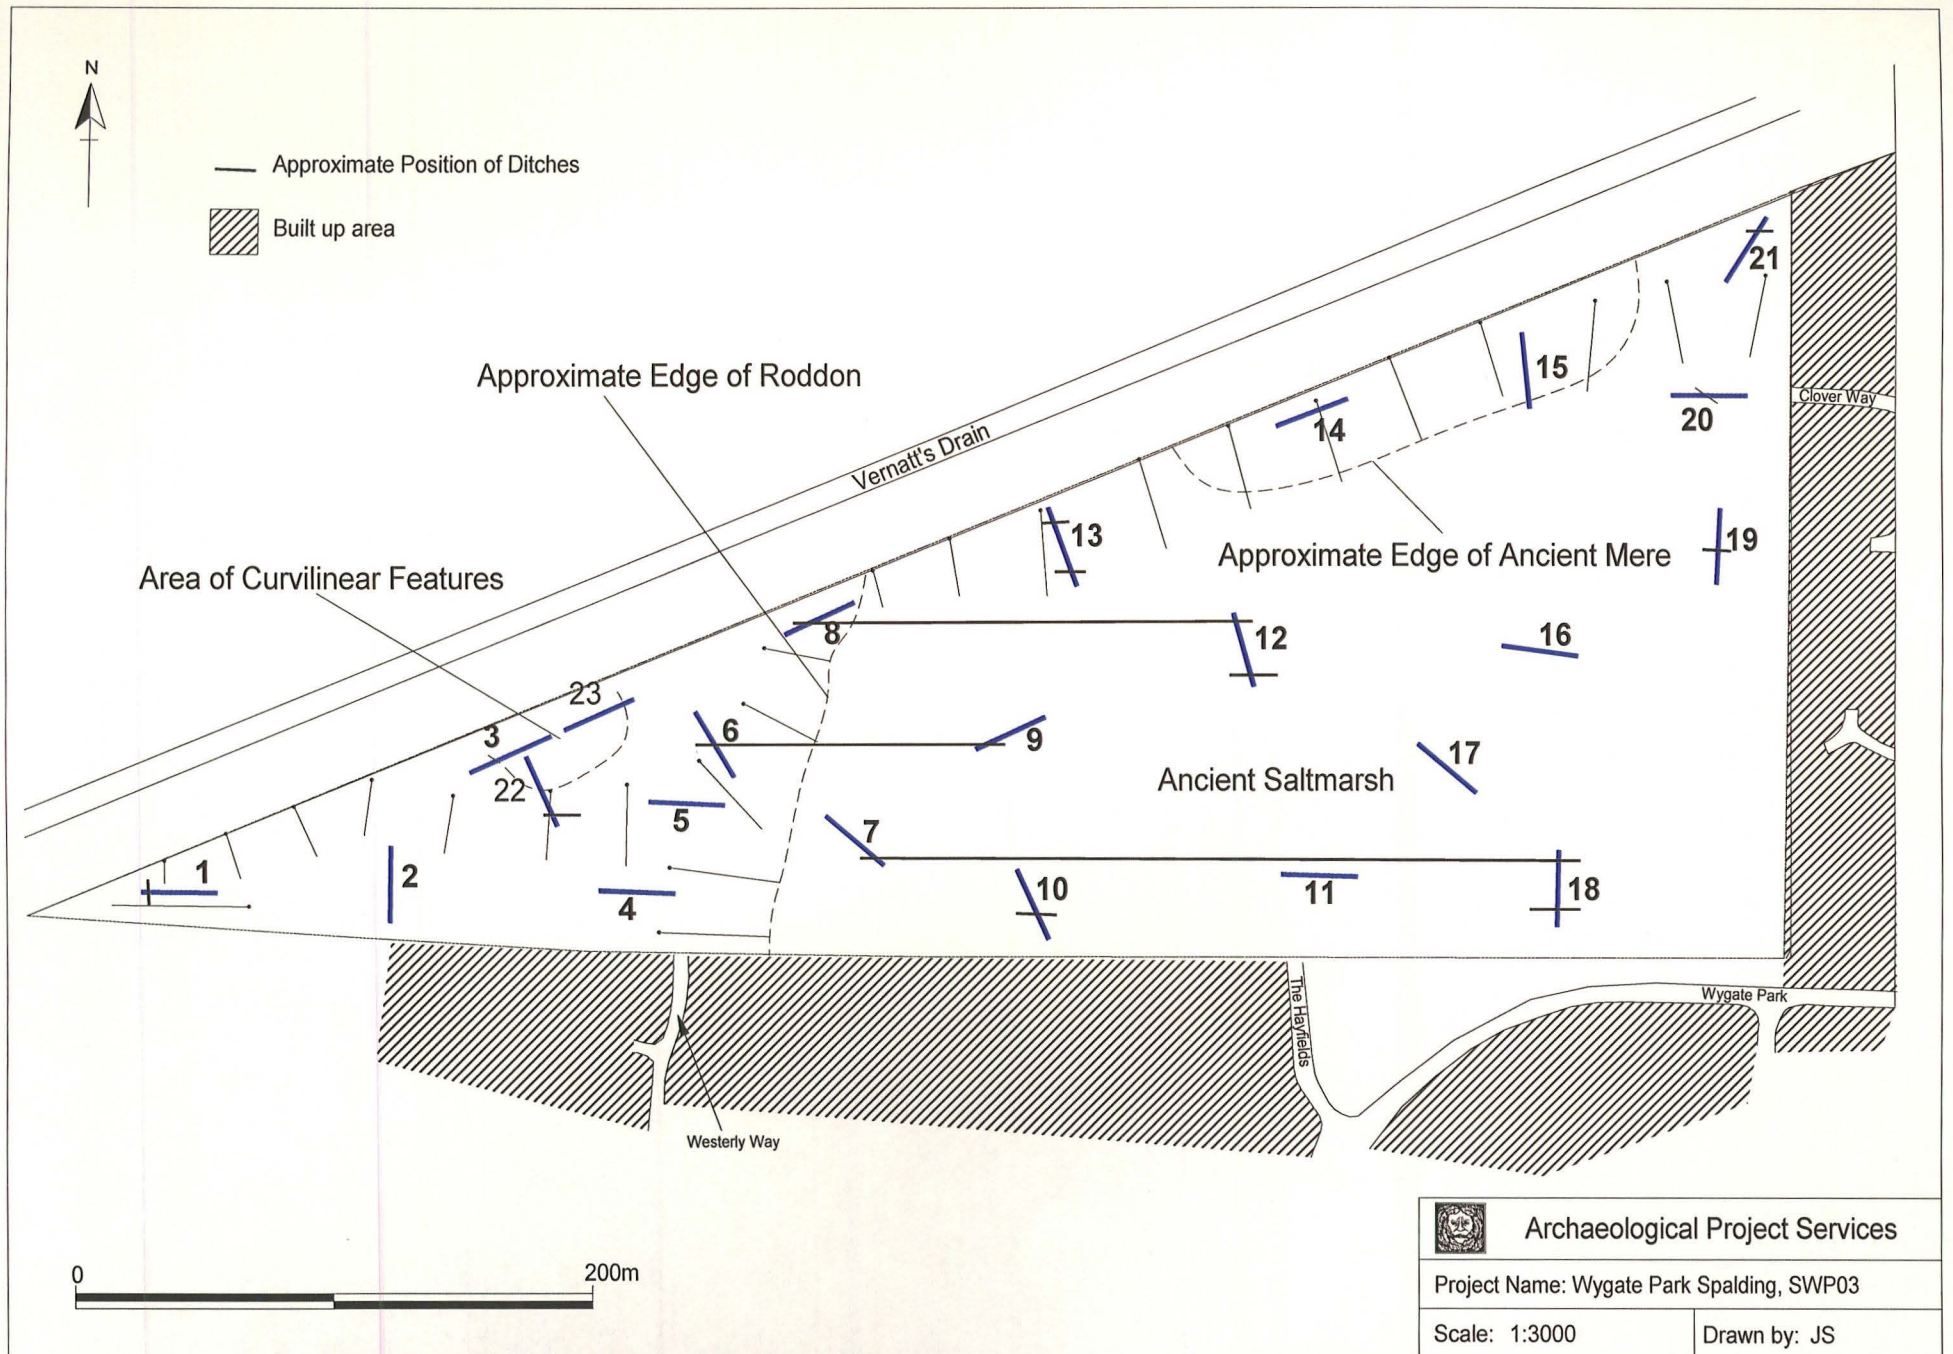 N
Approximate Position of Ditches
Built up area
21
Approximate Edge of Roddon
15
Clover Way
20
14
Vernatt's Drain
13
19
Approximate Edge of Ancient Mere
Area of Curvilinear Features
8
12
16
23
3
6
9
17
22
5
Ancient Saltmarsh
7
1
2
4
10
11
18
The Hayfields
Wygate Park
Westerly Way
0
200m
Archaeological Project Services
Project Name: Wygate Park Spalding, SWP03
Scale: 1:3000
Drawn by: JS